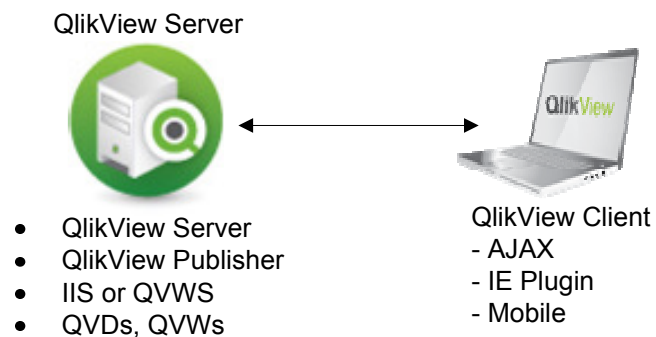 QlikView Server
QlikView
• QlikView Server
• QlikView Publisher
• IIS or QVWS
• QVDs, QVWs
QlikView Client
- AJAX
- IE Plugin
- Mobile